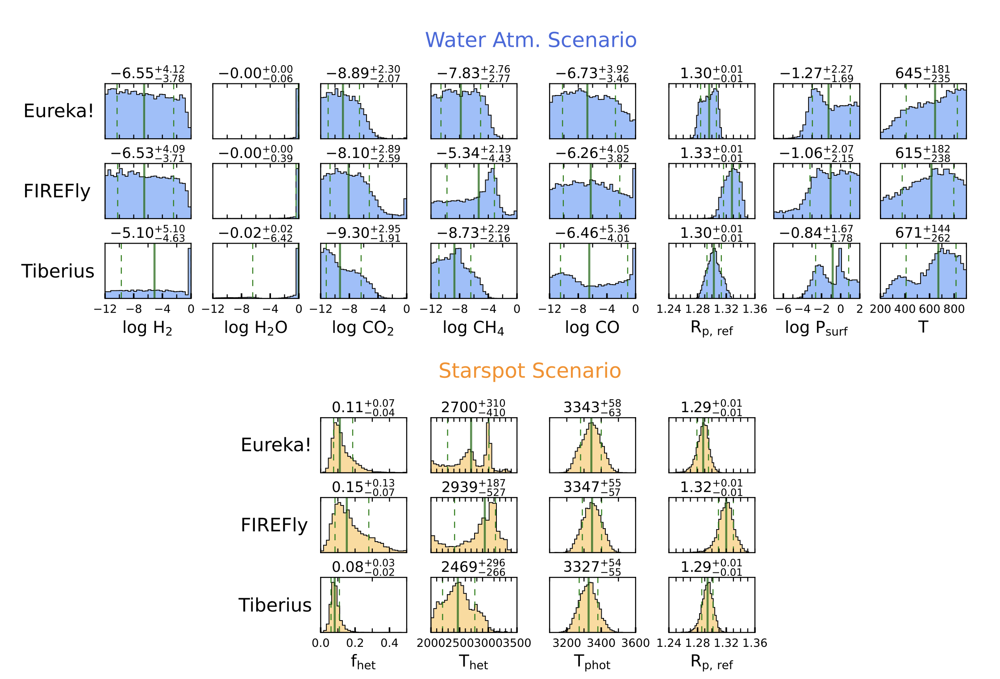 Water Atm. Scenario
−6.55+4.12−3.78 −0.00+0.00−0.06 −8.89+2.30−2.07 −7.83+2.76−2.77 −6.73+3.92−3.46 1.30+0.01−0.01 −1.27+2.27−1.69 645+181−235
Eureka!
−6.53+4.09−3.71 −0.00+0.00−0.39 −8.10+2.89−2.59 −5.34+2.19−4.43 −6.26+4.05−3.82 1.33+0.01−0.01 −1.06+2.07−2.15 615+182−238
FIREFly
−5.10+5.10−4.63 −0.02+0.02−6.42 −9.30+2.95−1.91 −8.73+2.29−2.16 −6.46+5.36−4.01 1.30+0.01−0.01 −0.84+1.67−1.78 671+144−262
Tiberius
−12 −8 −4 0 −12 −8 −4 0 −12 −8 −4 0 −12 −8 −4 0 −12 −8 −4 0 1.24 1.28 1.32 1.36 −6 −4 −2 0 2 200 400 600 800
log H2 log H2O log CO2 log CH4 log CO Rp, ref log Psurf T
Starspot Scenario
0.11+0.07−0.04 2700+310−410 3343+58−63 1.29+0.01−0.01
Eureka!
0.15+0.13−0.07 2939+187−527 3347+55−57 1.32+0.01−0.01
FIREFly
0.08+0.03−0.02 2469+296−266 3327+54−55 1.29+0.01−0.01
Tiberius
0.0 0.2 0.4 2000 2500 3000 3500 3200 3400 3600 1.24 1.28 1.32 1.36
fhet Thet Tphot Rp, ref